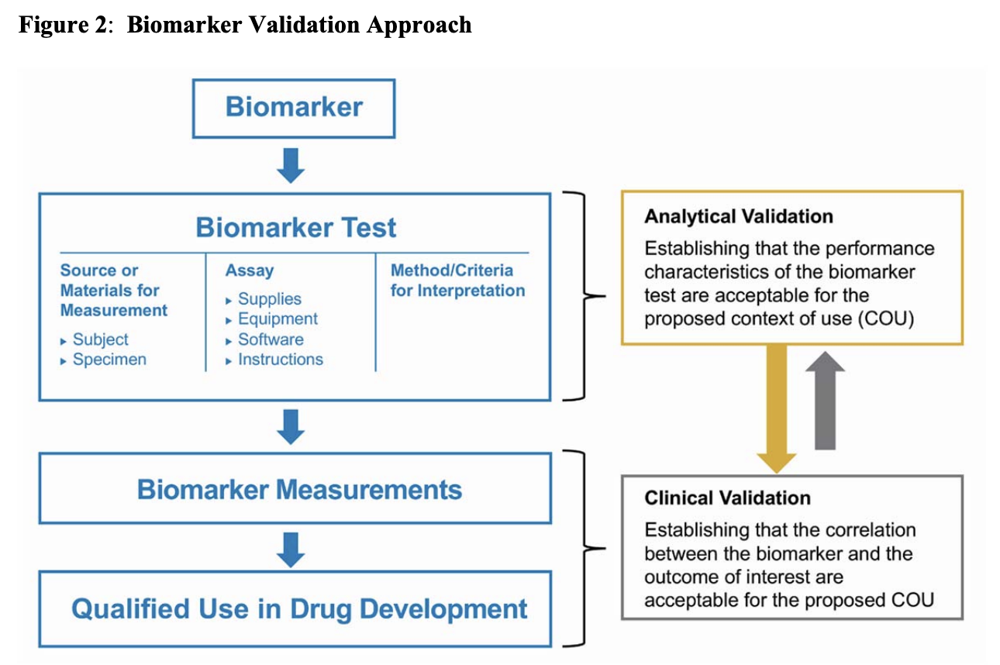 Figure 2:  Biomarker Validation Approach
Biomarker
Biomarker Test
Source or
Materials for
Measurement
▸ Subject
▸ Specimen
Assay
▸ Supplies
▸ Equipment
▸ Software
▸ Instructions
Method/Criteria
for Interpretation
Analytical Validation
Establishing that the performance
characteristics of the biomarker
test are acceptable for the
proposed context of use (COU)
Biomarker Measurements
Qualified Use in Drug Development
Clinical Validation
Establishing that the correlation
between the biomarker and the
outcome of interest are
acceptable for the proposed COU